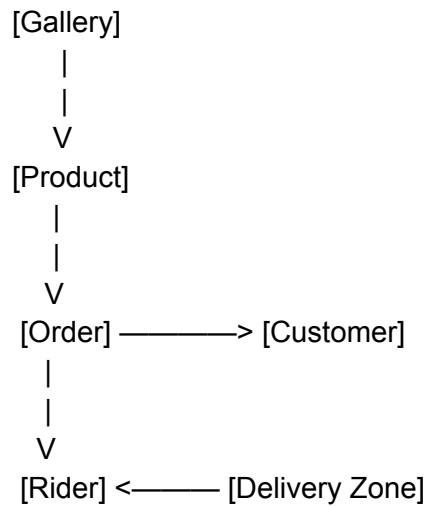 [Gallery]
|
|
V
[Product]
|
|
V
[Order] ————> [Customer]
|
|
V
[Rider] <——— [Delivery Zone]